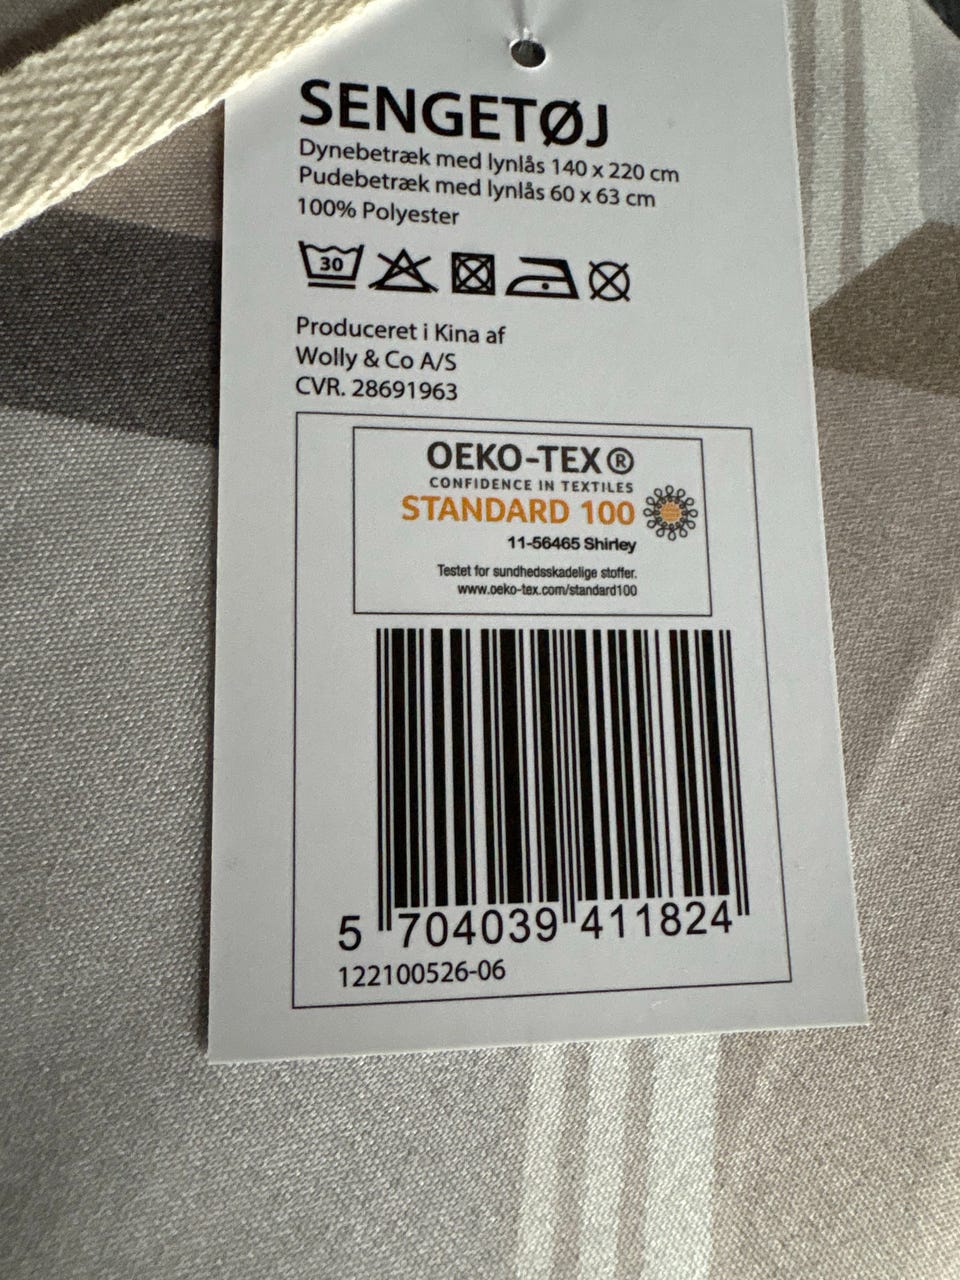 SENGETØJ
Dynebetræk med lynlås 140 x 220 cm
Pudebetræk med lynlås 60 x 63 cm
100% Polyester
30
Produceret i Kina af
Wolly & Co A/S
CVR. 28691963
OEKO-TEX®
CONFIDENCE IN TEXTILES
STANDARD 100
11-56465 Shirley
Testet for sundhedsskadelige stoffer.
www.oeko-tex.com/standard100
5 704039 411824
122100526-06